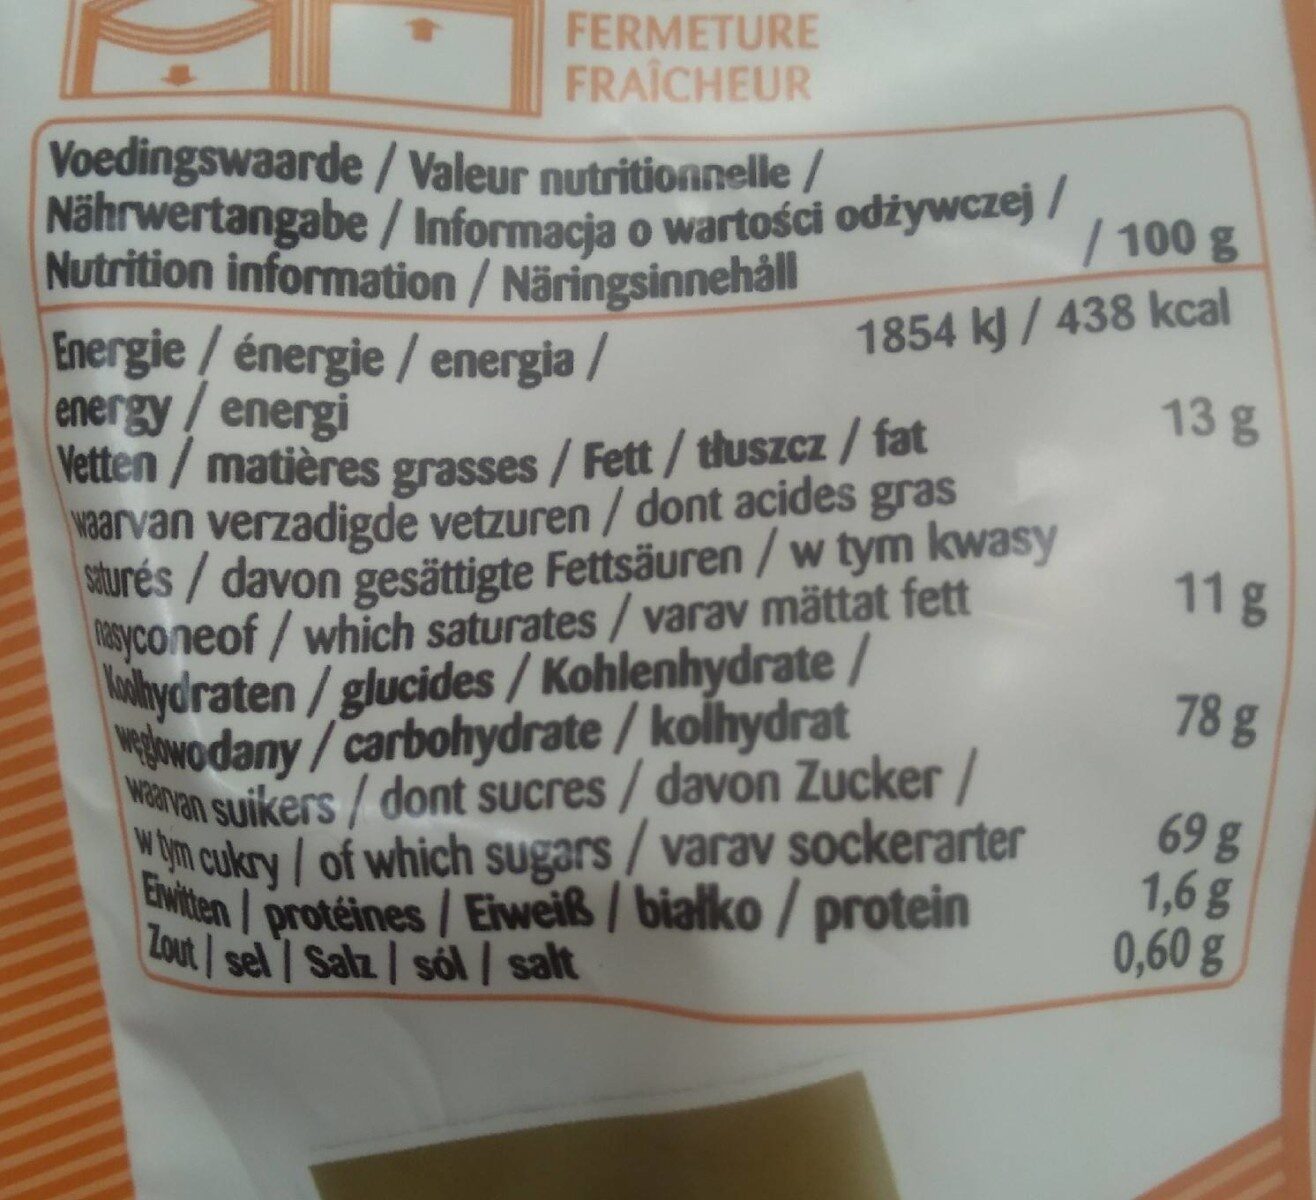 FERMETURE
FRAÎCHEUR
Voedingswaarde / Valeur nutritionnelle /
Nährwertangabe / Informacja o wartości odżywczej /
Nutrition information / Näringsinnehåll / 100 g
Energie / énergie / energia / 1854 kJ / 438 kcal
energy / energi
Vetten / matières grasses / Fett / tłuszcz / fat 13 g
waarvan verzadigde vetzuren / dont acides gras
saturés / davon gesättigte Fettsäuren / w tym kwasy
nasyconeof / which saturates / varav mättat fett 11 g
Koolhydraten / glucides / Kohlenhydrate /
węglowodany / carbohydrate / kolhydrat 78 g
waarvan suikers / dont sucres / davon Zucker /
w tym cukry / of which sugars / varav sockerarter 69 g
Eiwitten / protéines / Eiweiß / białko / protein 1,6 g
Zout / sel / Salz / sól / salt 0,60 g